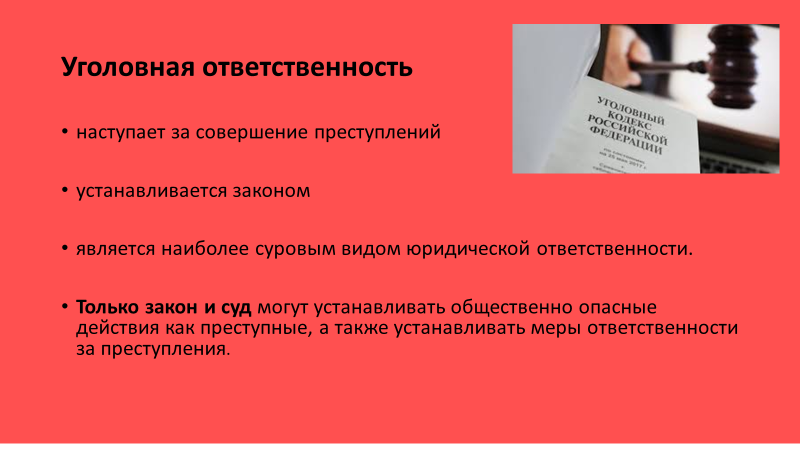 Уголовная ответственность
УГОЛОВНЫЙ
КОДЕКС
РОССИЙСКОЙ
ФЕДЕРАЦИИ
• наступает за совершение преступлений
• устанавливается законом
• является наиболее суровым видом юридической ответственности.
• Только закон и суд могут устанавливать общественно опасные
действия как преступные, а также устанавливать меры ответственности
за преступления.